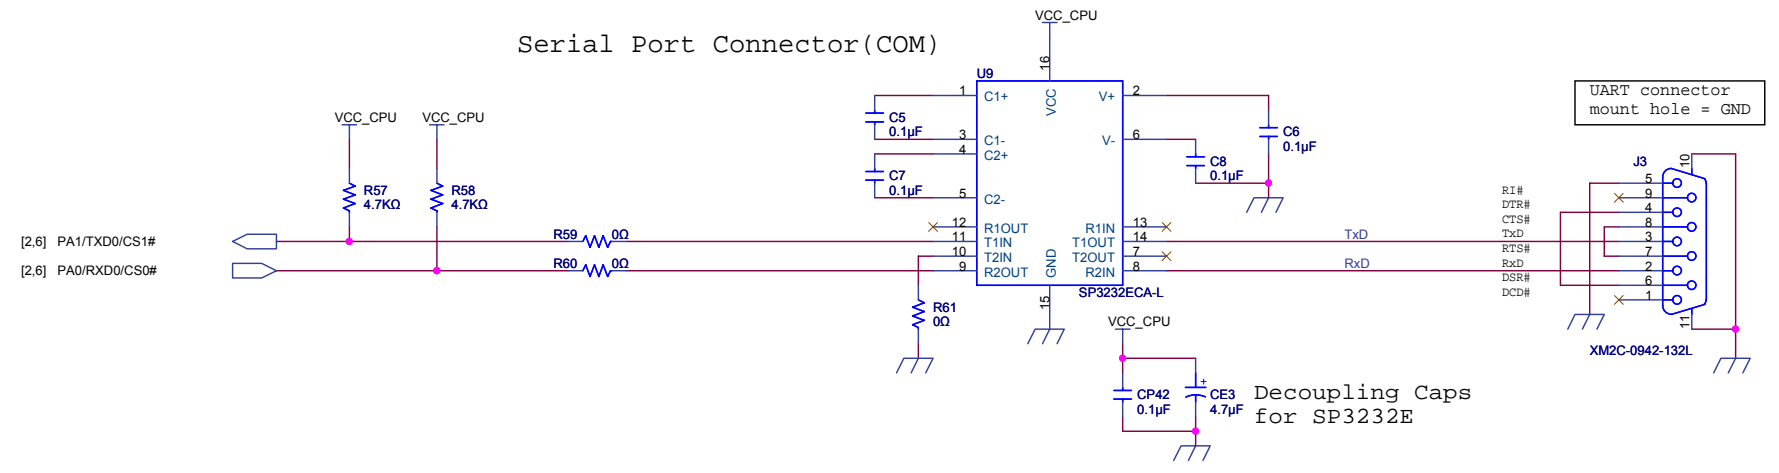 VCC_CPU
Serial Port Connector(COM)
16
U9
UART connector
mount hole = GND
1 C1+ VCC V+ 2
VCC_CPU VCC_CPU
C5
0.1µF
C6
0.1µF
3 C1- V- 6
4 C2+
J3 10
C8
0.1µF
C7
0.1µF
R57
4.7KΩ
R58
4.7KΩ
5 C2-
RI# 5
DTR# 9
4
CTS# 8
12 R1OUT R1IN 13
[2,6] PA1/TXD0/CS1# R59 0Ω 11 T1IN T1OUT 14 TxD TxD 3
10 T2IN GND T2OUT 7 RTS# 7
[2,6] PA0/RXD0/CS0# R60 0Ω 9 R2OUT R2IN 8 RxD RxD 2
DSR# 6
DCD# 1
SP3232ECA-L
15
R61
0Ω
11
VCC_CPU
XM2C-0942-132L
CP42
0.1µF
+
CE3
4.7µF
Decoupling Caps
for SP3232E